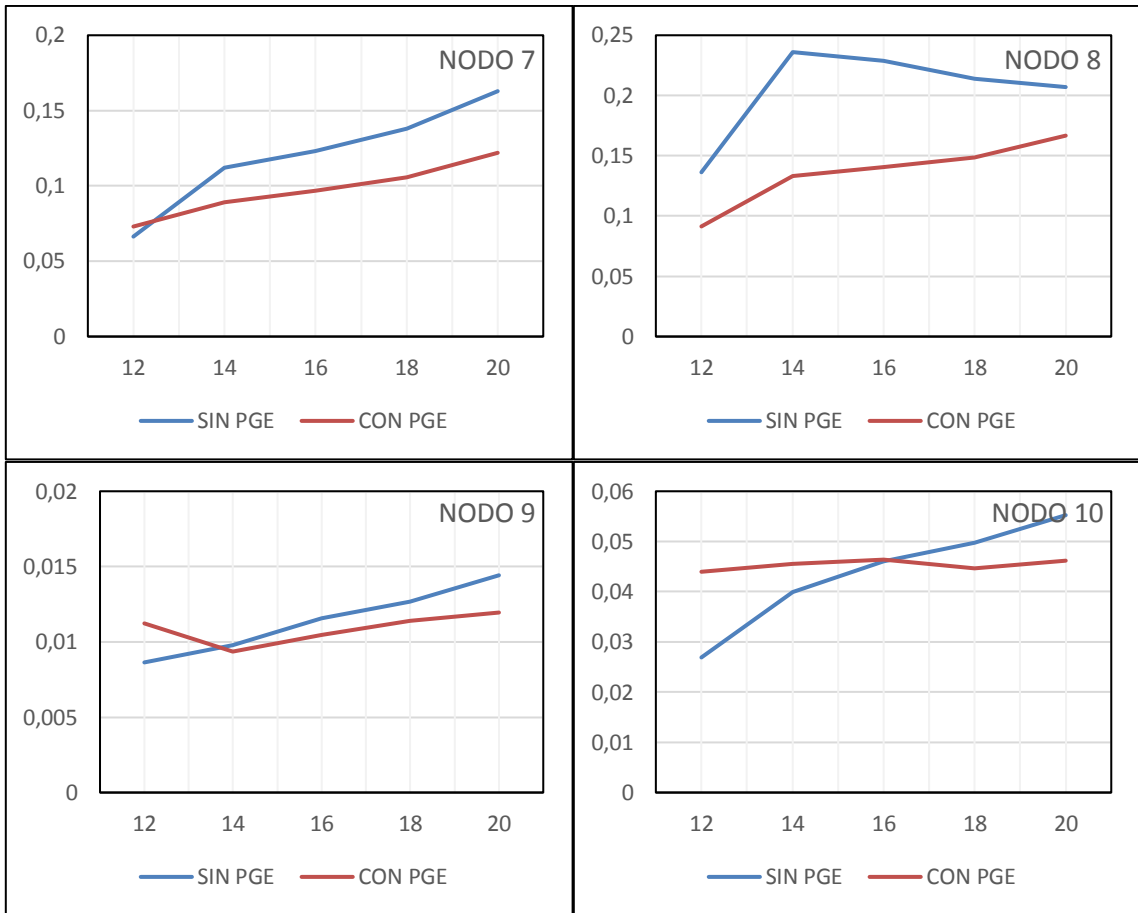 NODO 7
0,2
0,15
0,1
0,05
0
12 14 16 18 20
SIN PGE CON PGE
NODO 8
0,25
0,2
0,15
0,1
0,05
0
12 14 16 18 20
SIN PGE CON PGE
NODO 9
0,02
0,015
0,01
0,005
0
12 14 16 18 20
SIN PGE CON PGE
NODO 10
0,06
0,05
0,04
0,03
0,02
0,01
0
12 14 16 18 20
SIN PGE CON PGE